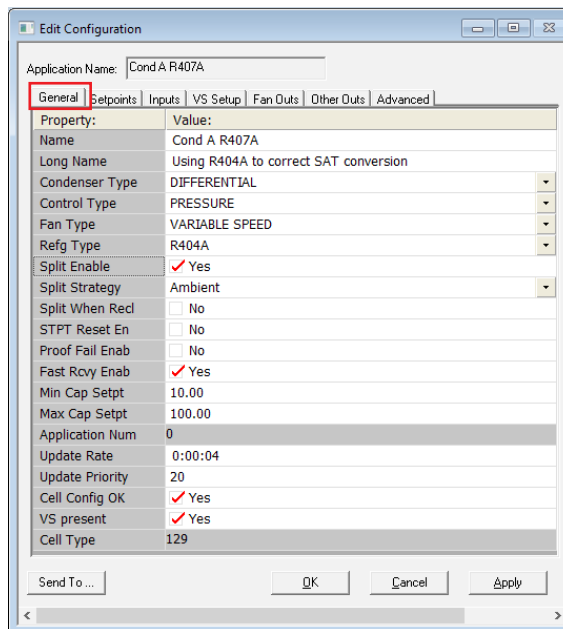 Edit Configuration
Application Name: Cond A R407A
General Setpoints Inputs VS Setup Fan Outs Other Outs Advanced
Property: Value:
Name Cond A R407A
Long Name Using R404A to correct SAT conversion
Condenser Type DIFFERENTIAL
Control Type PRESSURE
Fan Type VARIABLE SPEED
Refg Type R404A
Split Enable Yes
Split Strategy Ambient
Split When Recl No
STPT Reset En No
Proof Fail Enab No
Fast Rcvy Enab Yes
Min Cap Setpt 10.00
Max Cap Setpt 100.00
Application Num 0
Update Rate 0:00:04
Update Priority 20
Cell Config OK Yes
VS present Yes
Cell Type 129
Send To ... OK Cancel Apply